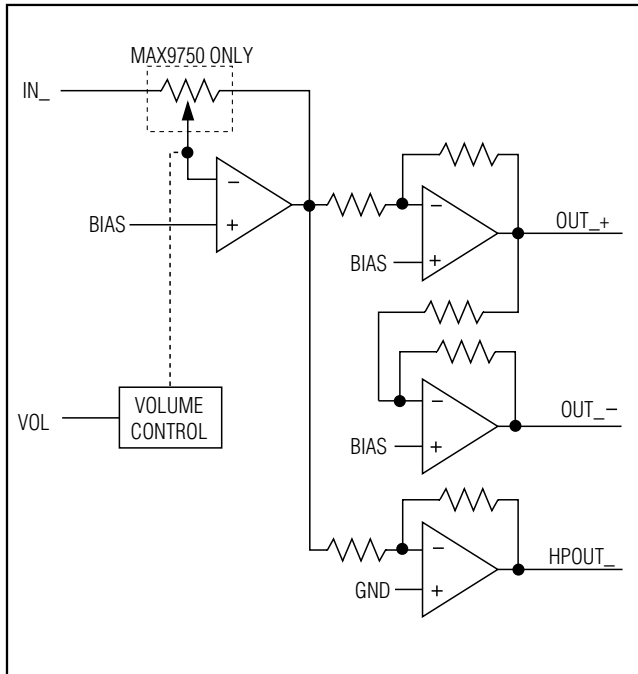 MAX9750 ONLY
IN_
−
BIAS
+
−
BIAS
+
OUT_+
−
BIAS
+
OUT_−
VOL
VOLUME
CONTROL
−
GND
+
HPOUT_